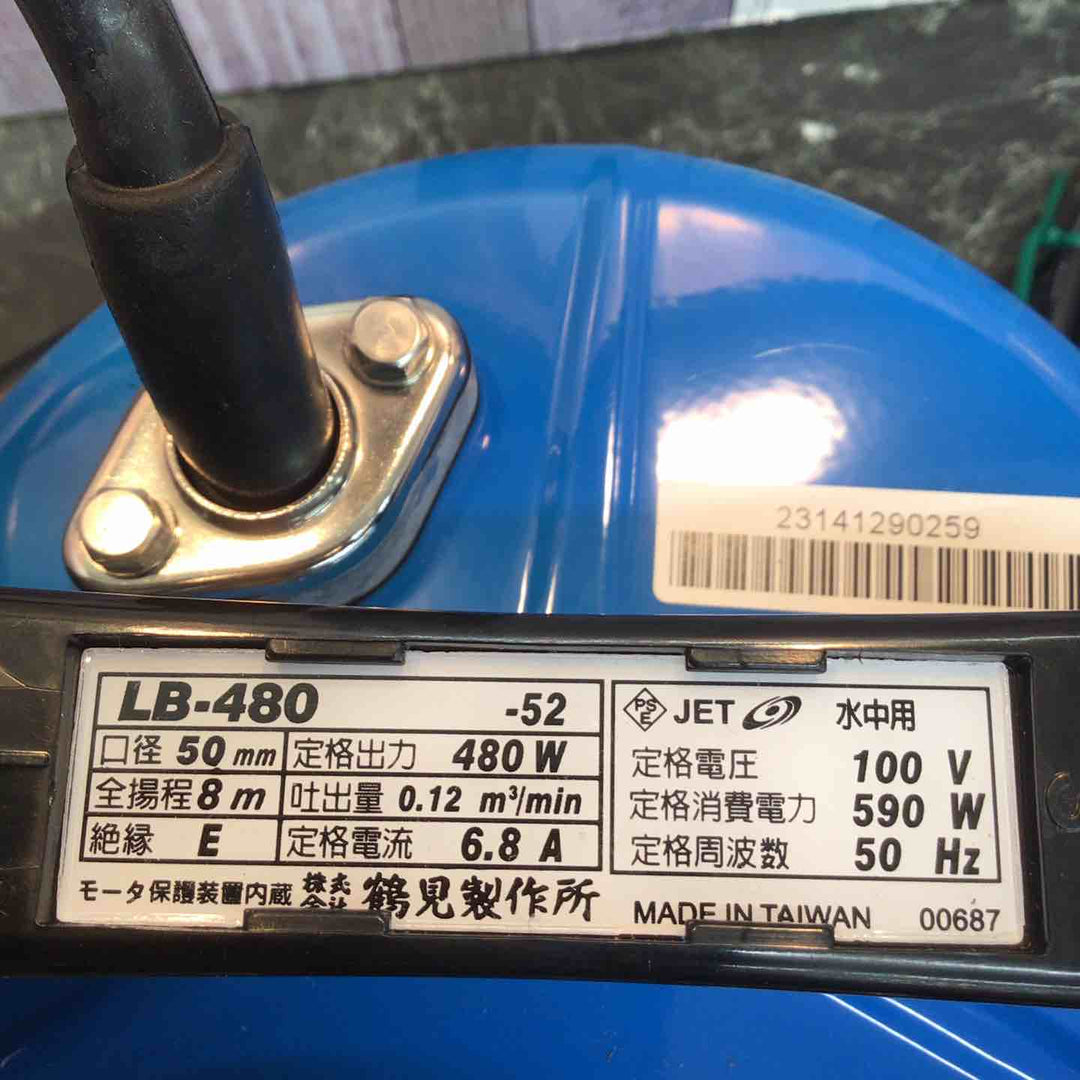 23141290259
LB-480 -52
口径 50 mm 定格出力 480 W
全揚程 8 m 吐出量 0.12 m³/min
絶縁 E 定格電流 6.8 A
モータ保護装置内蔵 株式会社 鶴見製作所
PSE JET 水中用
定格電圧 100 V
定格消費電力 590 W
定格周波数 50 Hz
MADE IN TAIWAN 00687